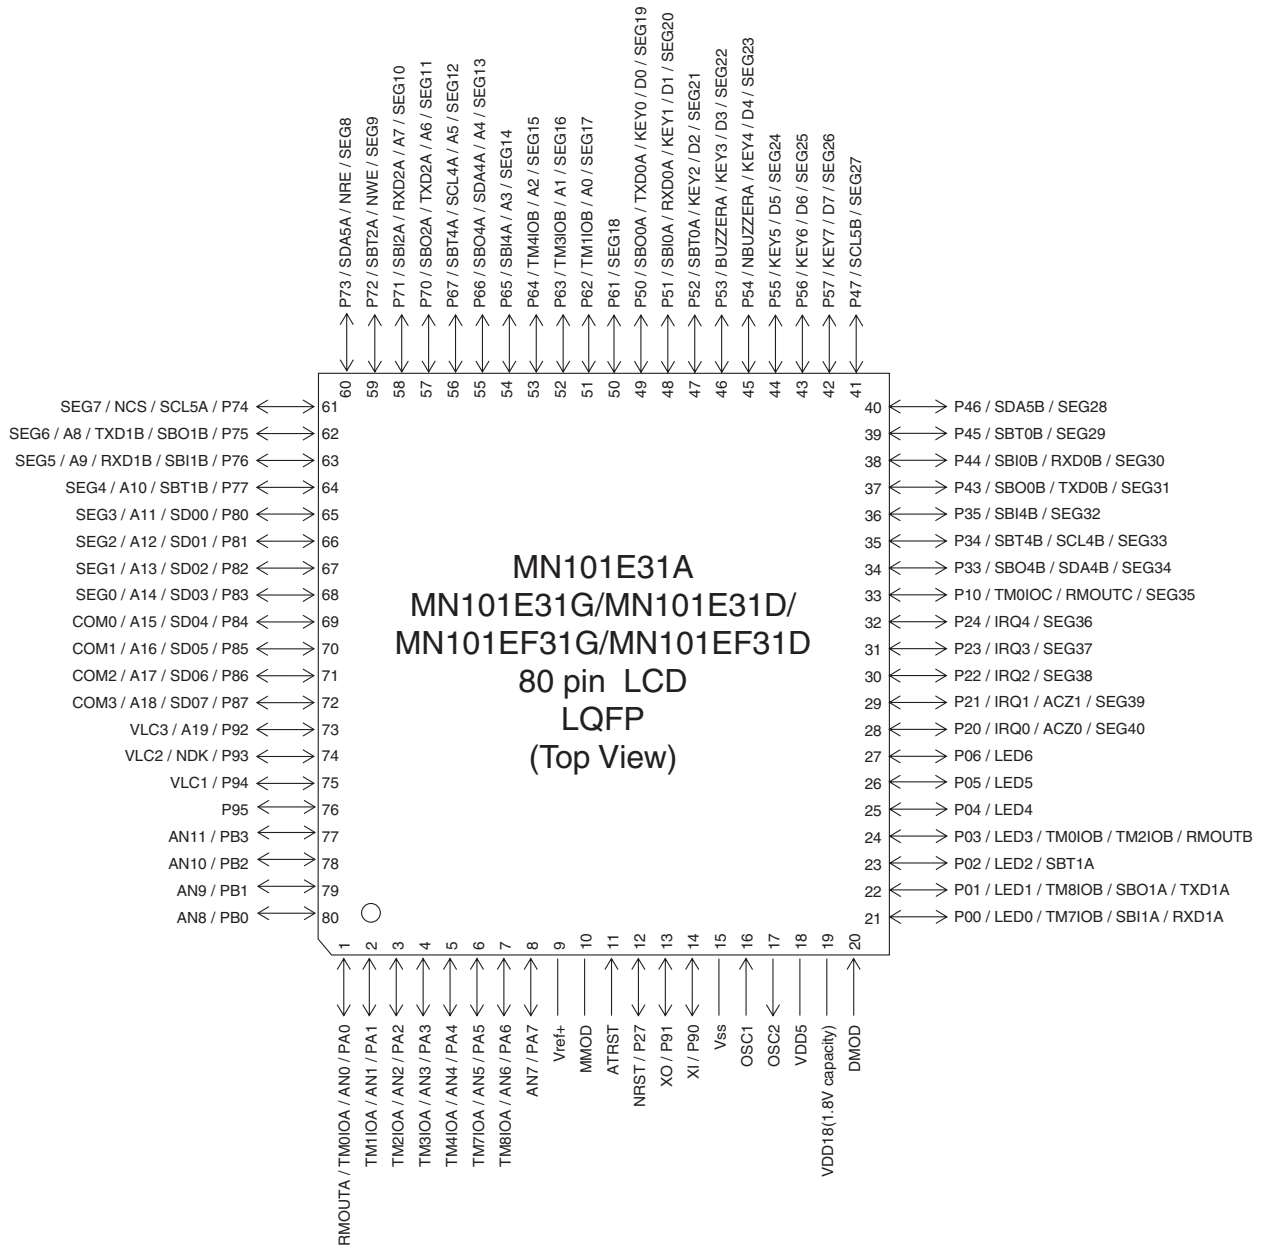 P73 / SDA5A / NRE / SEG8
P72 / SBT2A / NWE / SEG9
P71 / SBI2A / RXD2A / A7 / SEG10
P70 / SBO2A / TXD2A / A6 / SEG11
P67 / SBT4A / SCL4A / A5 / SEG12
P66 / SBO4A / SDA4A / A4 / SEG13
P65 / SBI4A / A3 / SEG14
P64 / TM4IOB / A2 / SEG15
P63 / TM3IOB / A1 / SEG16
P62 / TM1IOB / A0 / SEG17
P61 / SEG18
P50 / SBO0A / TXD0A / KEY0 / D0 / SEG19
P51 / SBI0A / RXD0A / KEY1 / D1 / SEG20
P52 / SBT0A / KEY2 / D2 / SEG21
P53 / BUZZERA / KEY3 / D3 / SEG22
P54 / NBUZZERA / KEY4 / D4 / SEG23
P55 / KEY5 / D5 / SEG24
P56 / KEY6 / D6 / SEG25
P57 / KEY7 / D7 / SEG26
P47 / SCL5B / SEG27
60
59
58
57
56
55
54
53
52
51
50
49
48
47
46
45
44
43
42
41
SEG7 / NCS / SCL5A / P74 61
SEG6 / A8 / TXD1B / SBO1B / P75 62
SEG5 / A9 / RXD1B / SBI1B / P76 63
SEG4 / A10 / SBT1B / P77 64
SEG3 / A11 / SD00 / P80 65
SEG2 / A12 / SD01 / P81 66
SEG1 / A13 / SD02 / P82 67
SEG0 / A14 / SD03 / P83 68
COM0 / A15 / SD04 / P84 69
COM1 / A16 / SD05 / P85 70
COM2 / A17 / SD06 / P86 71
COM3 / A18 / SD07 / P87 72
VLC3 / A19 / P92 73
VLC2 / NDK / P93 74
VLC1 / P94 75
P95 76
AN11 / PB3 77
AN10 / PB2 78
AN9 / PB1 79
AN8 / PB0 80
MN101E31A
MN101E31G/MN101E31D/
MN101EF31G/MN101EF31D
80 pin LCD
LQFP
(Top View)
40 P46 / SDA5B / SEG28
39 P45 / SBT0B / SEG29
38 P44 / SBI0B / RXD0B / SEG30
37 P43 / SBO0B / TXD0B / SEG31
36 P35 / SBI4B / SEG32
35 P34 / SBT4B / SCL4B / SEG33
34 P33 / SBO4B / SDA4B / SEG34
33 P10 / TM0IOC / RMOUTC / SEG35
32 P24 / IRQ4 / SEG36
31 P23 / IRQ3 / SEG37
30 P22 / IRQ2 / SEG38
29 P21 / IRQ1 / ACZ1 / SEG39
28 P20 / IRQ0 / ACZ0 / SEG40
27 P06 / LED6
26 P05 / LED5
25 P04 / LED4
24 P03 / LED3 / TM0IOB / TM2IOB / RMOUTB
23 P02 / LED2 / SBT1A
22 P01 / LED1 / TM8IOB / SBO1A / TXD1A
21 P00 / LED0 / TM7IOB / SBI1A / RXD1A
1
2
3
4
5
6
7
8
9
10
11
12
13
14
15
16
17
18
19
20
RMOUTA / TM0IOA / AN0 / PA0
TM1IOA / AN1 / PA1
TM2IOA / AN2 / PA2
TM3IOA / AN3 / PA3
TM4IOA / AN4 / PA4
TM7IOA / AN5 / PA5
TM8IOA / AN6 / PA6
AN7 / PA7
Vref+
MMOD
ATRST
NRST / P27
XO / P91
XI / P90
Vss
OSC1
OSC2
VDD5
VDD18(1.8V capacity)
DMOD